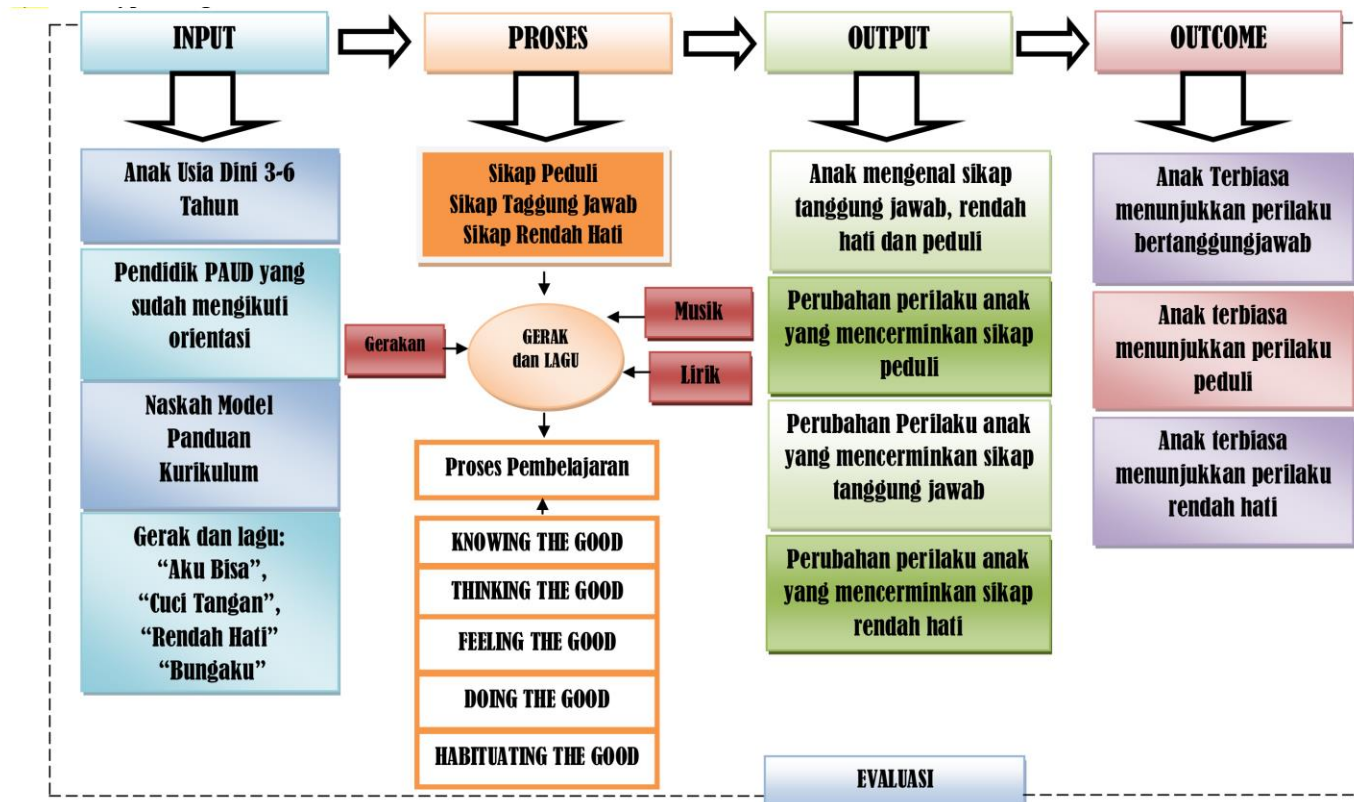 INPUT
PROSES
OUTPUT
OUTCOME
Anak Usia Dini 3-6
Tahun
Pendidik PAUD yang
sudah mengikuti
orientasi
Naskah Model
Panduan
Kurikulum
Gerak dan lagu:
“Aku Bisa”,
“Cuci Tangan”,
“Rendah Hati”
“Bungaku”
Sikap Peduli
Sikap Taggung Jawab
Sikap Rendah Hati
Gerakan
GERAK
dan LAGU
Musik
Lirik
Proses Pembelajaran
KNOWING THE GOOD
THINKING THE GOOD
FEELING THE GOOD
DOING THE GOOD
HABITUATING THE GOOD
Anak mengenal sikap
tanggung jawab, rendah
hati dan peduli
Perubahan perilaku anak
yang mencerminkan sikap
peduli
Perubahan Perilaku anak
yang mencerminkan sikap
tanggung jawab
Perubahan perilaku anak
yang mencerminkan sikap
rendah hati
Anak Terbiasa
menunjukkan perilaku
bertanggungjawab
Anak terbiasa
menunjukkan perilaku
peduli
Anak terbiasa
menunjukkan perilaku
rendah hati
EVALUASI